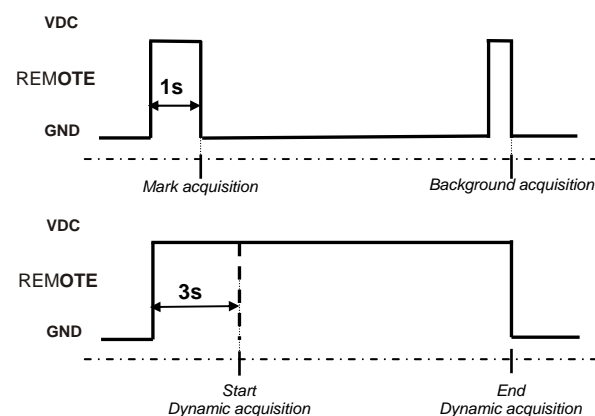 VDC
REMOTE
1s
GND
Mark acquisition
Background acquisition
VDC
REMOTE
3s
GND
Start
Dynamic acquisition
End
Dynamic acquisition